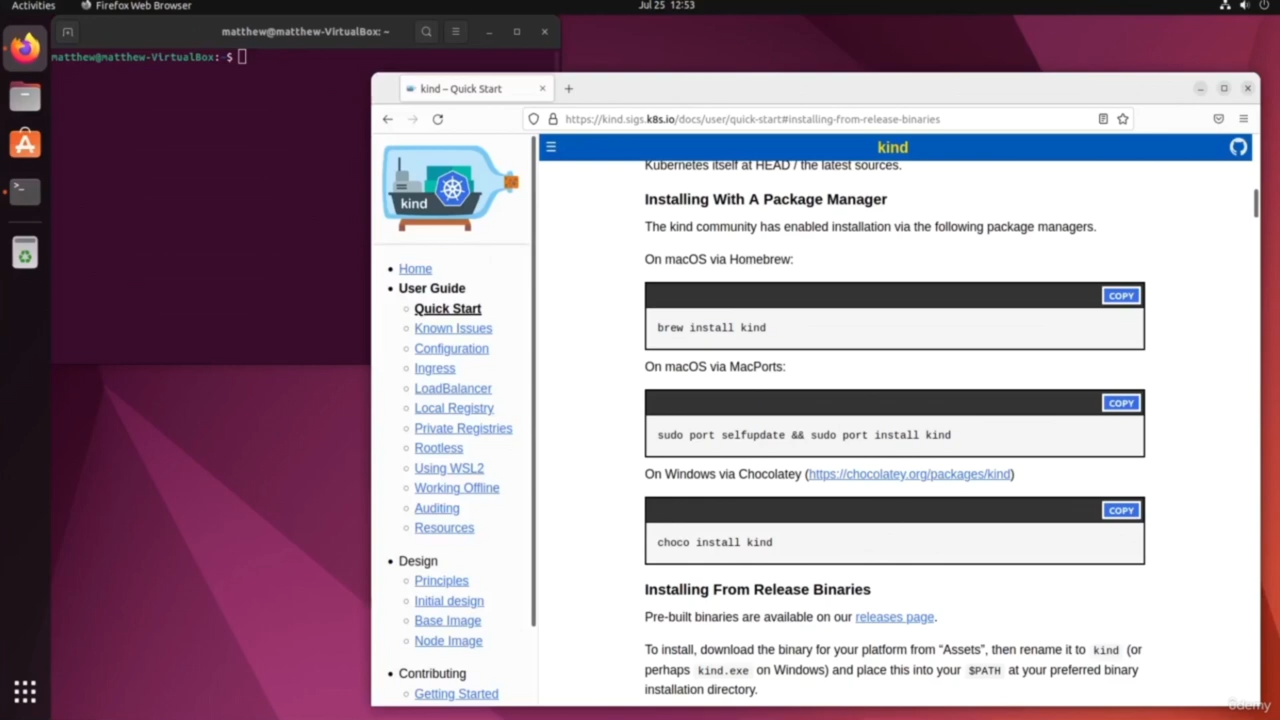 Activities
Firefox Web Browser
Jul 25 12:53
matthew@matthew-VirtualBox: ~
matthew@matthew-VirtualBox:~$
kind – Quick Start
https://kind.sigs.k8s.io/docs/user/quick-start#installing-from-release-binaries
kind
kind
Home
User Guide
Quick Start
Known Issues
Configuration
Ingress
LoadBalancer
Local Registry
Private Registries
Rootless
Using WSL2
Working Offline
Auditing
Resources
Design
Principles
Initial design
Base Image
Node Image
Contributing
Getting Started
Kubernetes itself at HEAD / the latest sources.
Installing With A Package Manager
The kind community has enabled installation via the following package managers.
On macOS via Homebrew:
COPY
brew install kind
On macOS via MacPorts:
COPY
sudo port selfupdate && sudo port install kind
On Windows via Chocolatey (https://chocolatey.org/packages/kind)
COPY
choco install kind
Installing From Release Binaries
Pre-built binaries are available on our releases page.
To install, download the binary for your platform from “Assets”, then rename it to kind (or
perhaps kind.exe on Windows) and place this into your $PATH at your preferred binary
installation directory.
ûdemy